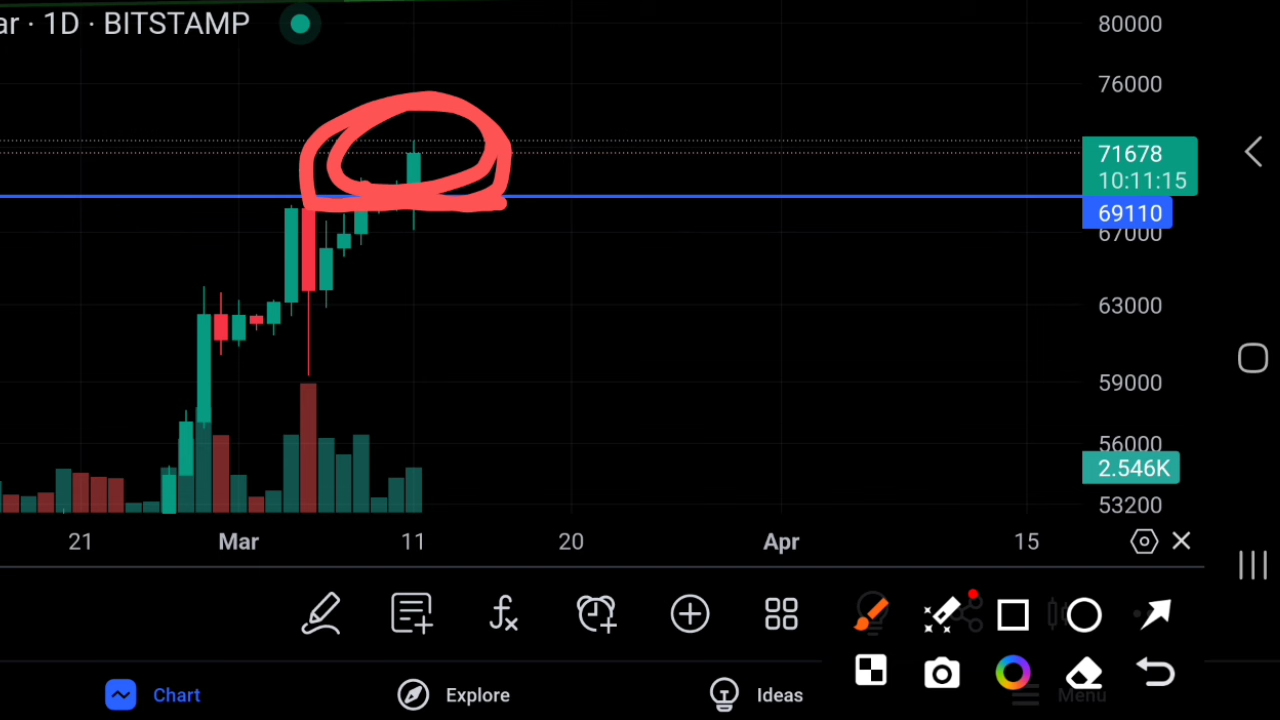 ar · 1D · BITSTAMP
80000
76000
71678
10:11:15
69110
67000
63000
59000
56000
2.546K
53200
21 Mar 11 20 Apr 15
Chart Explore Ideas Menu